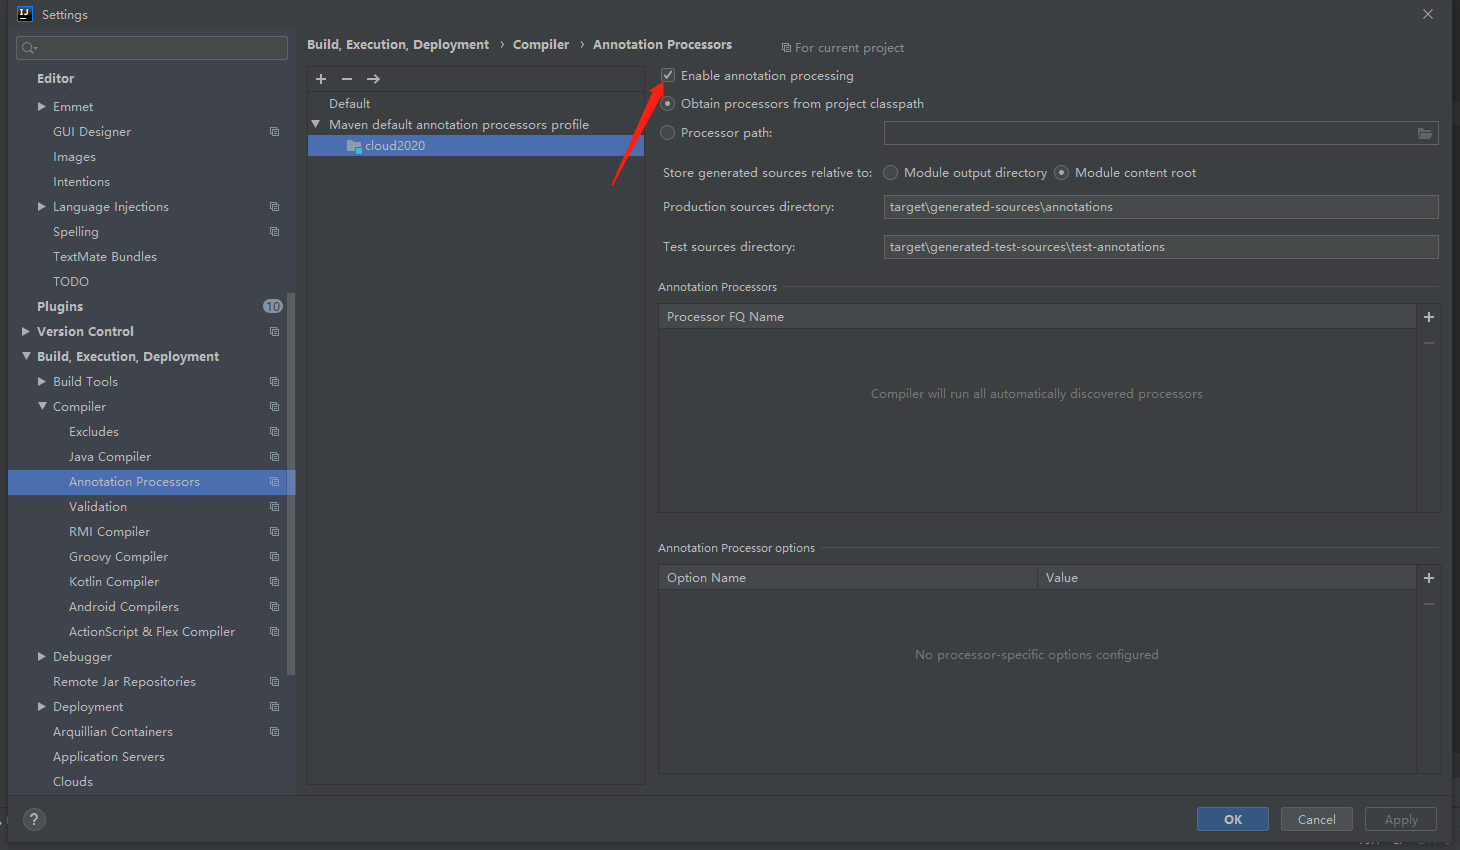 Settings
Editor
Emmet
GUI Designer
Images
Intentions
Language Injections
Spelling
TextMate Bundles
TODO
Plugins
10
Version Control
Build, Execution, Deployment
Build Tools
Compiler
Excludes
Java Compiler
Annotation Processors
Validation
RMI Compiler
Groovy Compiler
Kotlin Compiler
Android Compilers
ActionScript & Flex Compiler
Debugger
Remote Jar Repositories
Deployment
Arquillian Containers
Application Servers
Clouds
Build, Execution, Deployment › Compiler › Annotation Processors
For current project
Default
Maven default annotation processors profile
cloud2020
Enable annotation processing
Obtain processors from project classpath
Processor path:
Store generated sources relative to: Module output directory Module content root
Production sources directory: target\generated-sources\annotations
Test sources directory: target\generated-test-sources\test-annotations
Annotation Processors
Processor FQ Name
Compiler will run all automatically discovered processors
Annotation Processor options
Option Name Value
No processor-specific options configured
?
OK Cancel Apply